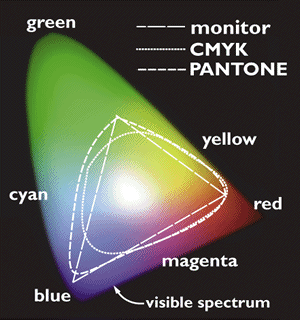 green
monitor
CMYK
PANTONE
yellow
cyan
red
magenta
blue
visible spectrum